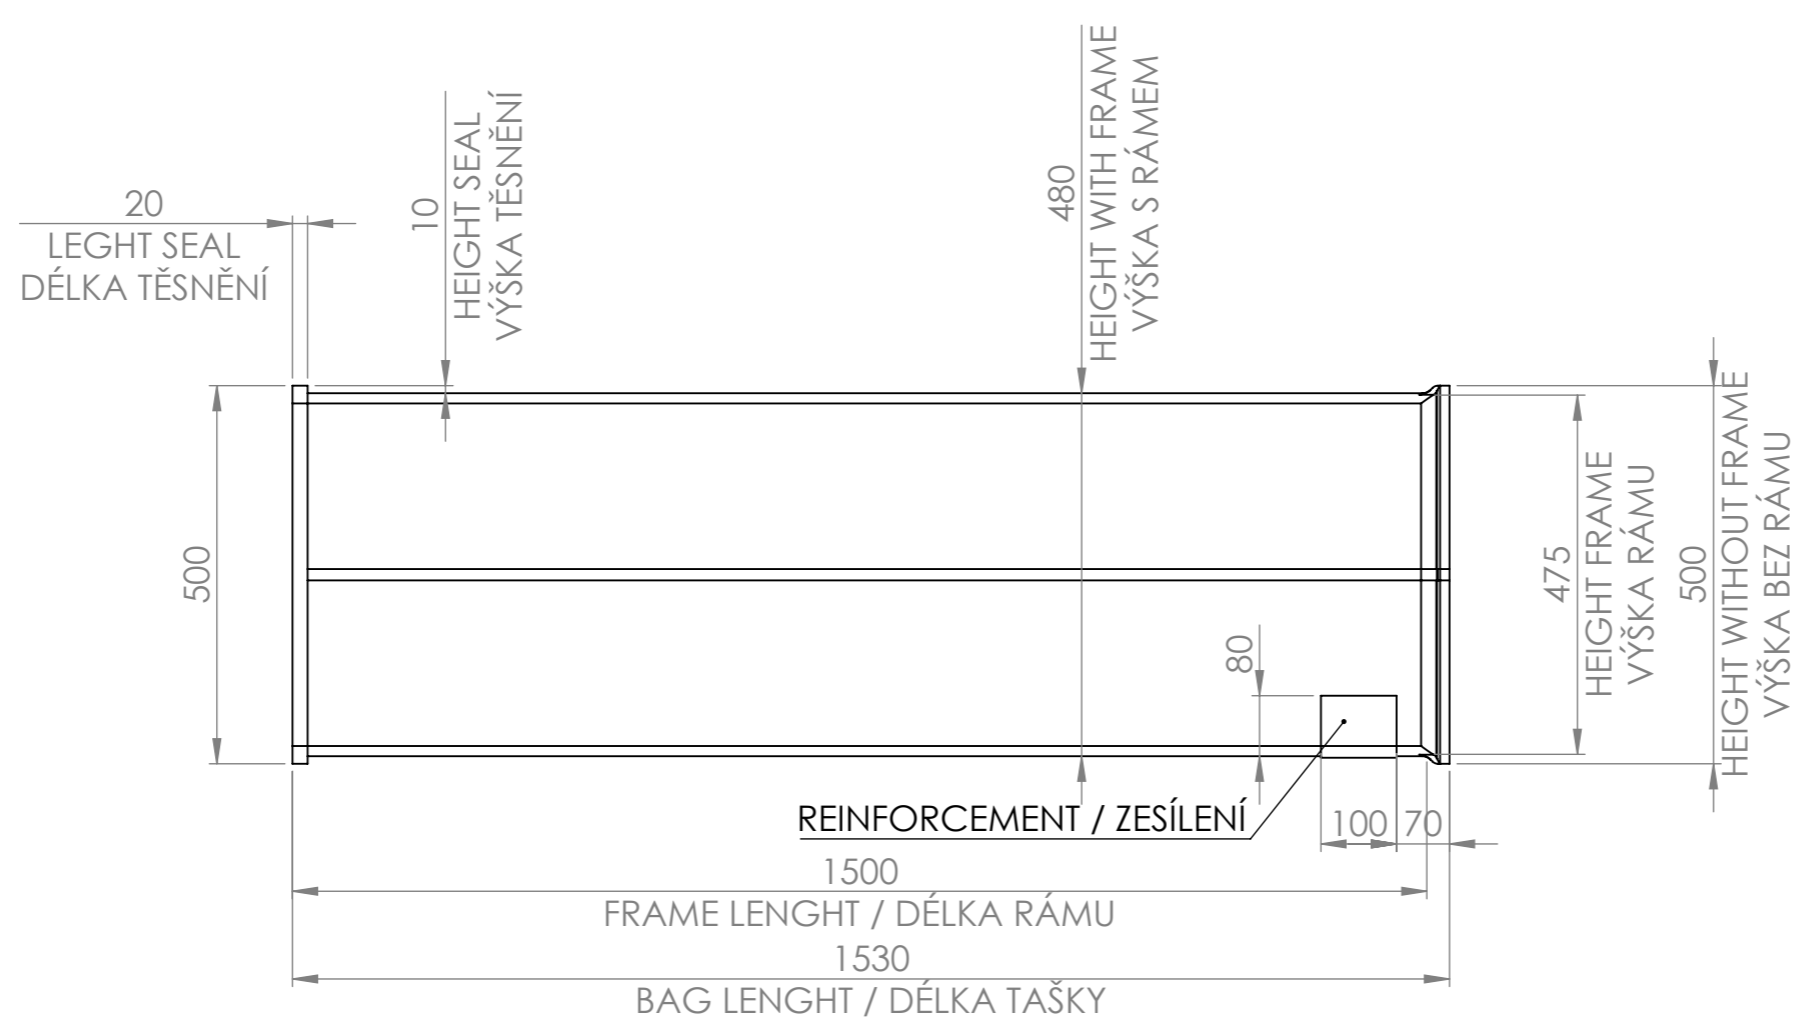 20
LEGHT SEAL
DÉLKA TĚSNĚNÍ
10
HEIGHT SEAL
VÝŠKA TĚSNĚNÍ
480
HEIGHT WITH FRAME
VÝŠKA S RÁMEM
500
475
HEIGHT FRAME
VÝŠKA RÁMU
500
HEIGHT WITHOUT FRAME
VÝŠKA BEZ RÁMU
80
REINFORCEMENT / ZESÍLENÍ
100
70
1500
FRAME LENGHT / DÉLKA RÁMU
1530
BAG LENGHT / DÉLKA TAŠKY